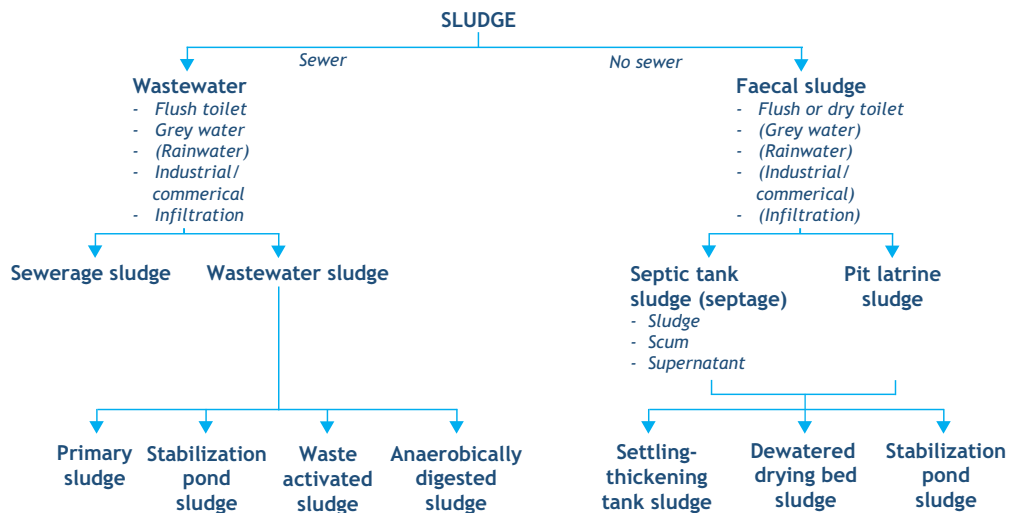 SLUDGE
Sewer
No sewer
Wastewater
- Flush toilet
- Grey water
- (Rainwater)
- Industrial/
commerical
- Infiltration
Faecal sludge
- Flush or dry toilet
- (Grey water)
- (Rainwater)
- (Industrial/
commerical)
- (Infiltration)
Sewerage sludge
Wastewater sludge
Septic tank
sludge (septage)
- Sludge
- Scum
- Supernatant
Pit latrine
sludge
Primary
sludge
Stabilization
pond
sludge
Waste
activated
sludge
Anaerobically
digested
sludge
Settling-
thickening
tank sludge
Dewatered
drying bed
sludge
Stabilization
pond
sludge